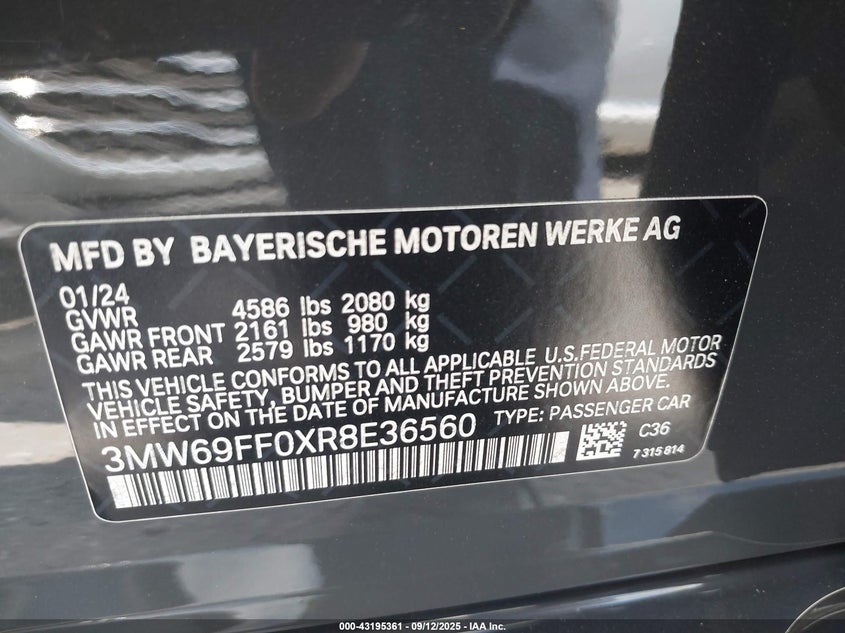 MFD BY BAYERISCHE MOTOREN WERKE AG
01/24
GVWR 4586 lbs 2080 kg
GAWR FRONT 2161 lbs 980 kg
GAWR REAR 2579 lbs 1170 kg
THIS VEHICLE CONFORMS TO ALL APPLICABLE U.S.FEDERAL MOTOR
VEHICLE SAFETY, BUMPER AND THEFT PREVENTION STANDARDS
IN EFFECT ON THE DATE OF MANUFACTURE SHOWN ABOVE.
3MW69FF0XR8E36560 TYPE: PASSENGER CAR
C36
7315814
000-43195361 - 09/12/2025 - © IAA Inc.